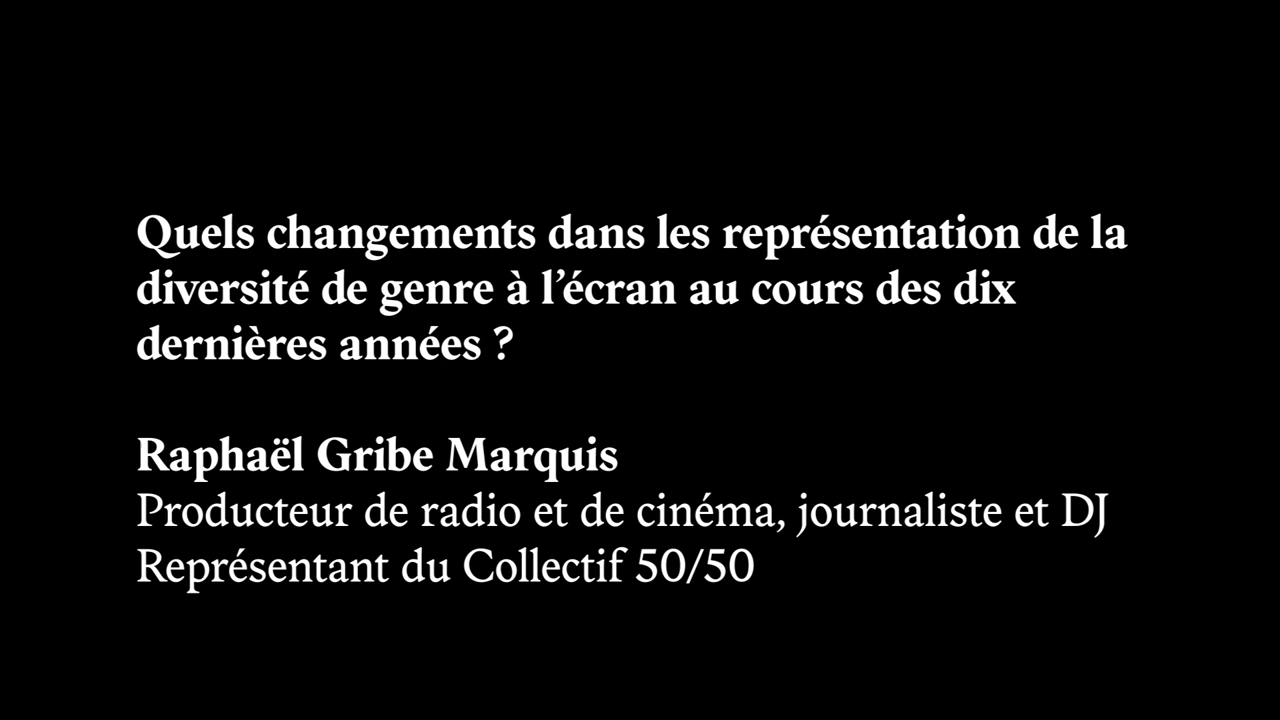 Quels changements dans les représentation de la
diversité de genre à l’écran au cours des dix
dernières années ?
Raphaël Gribe Marquis
Producteur de radio et de cinéma, journaliste et DJ
Représentant du Collectif 50/50